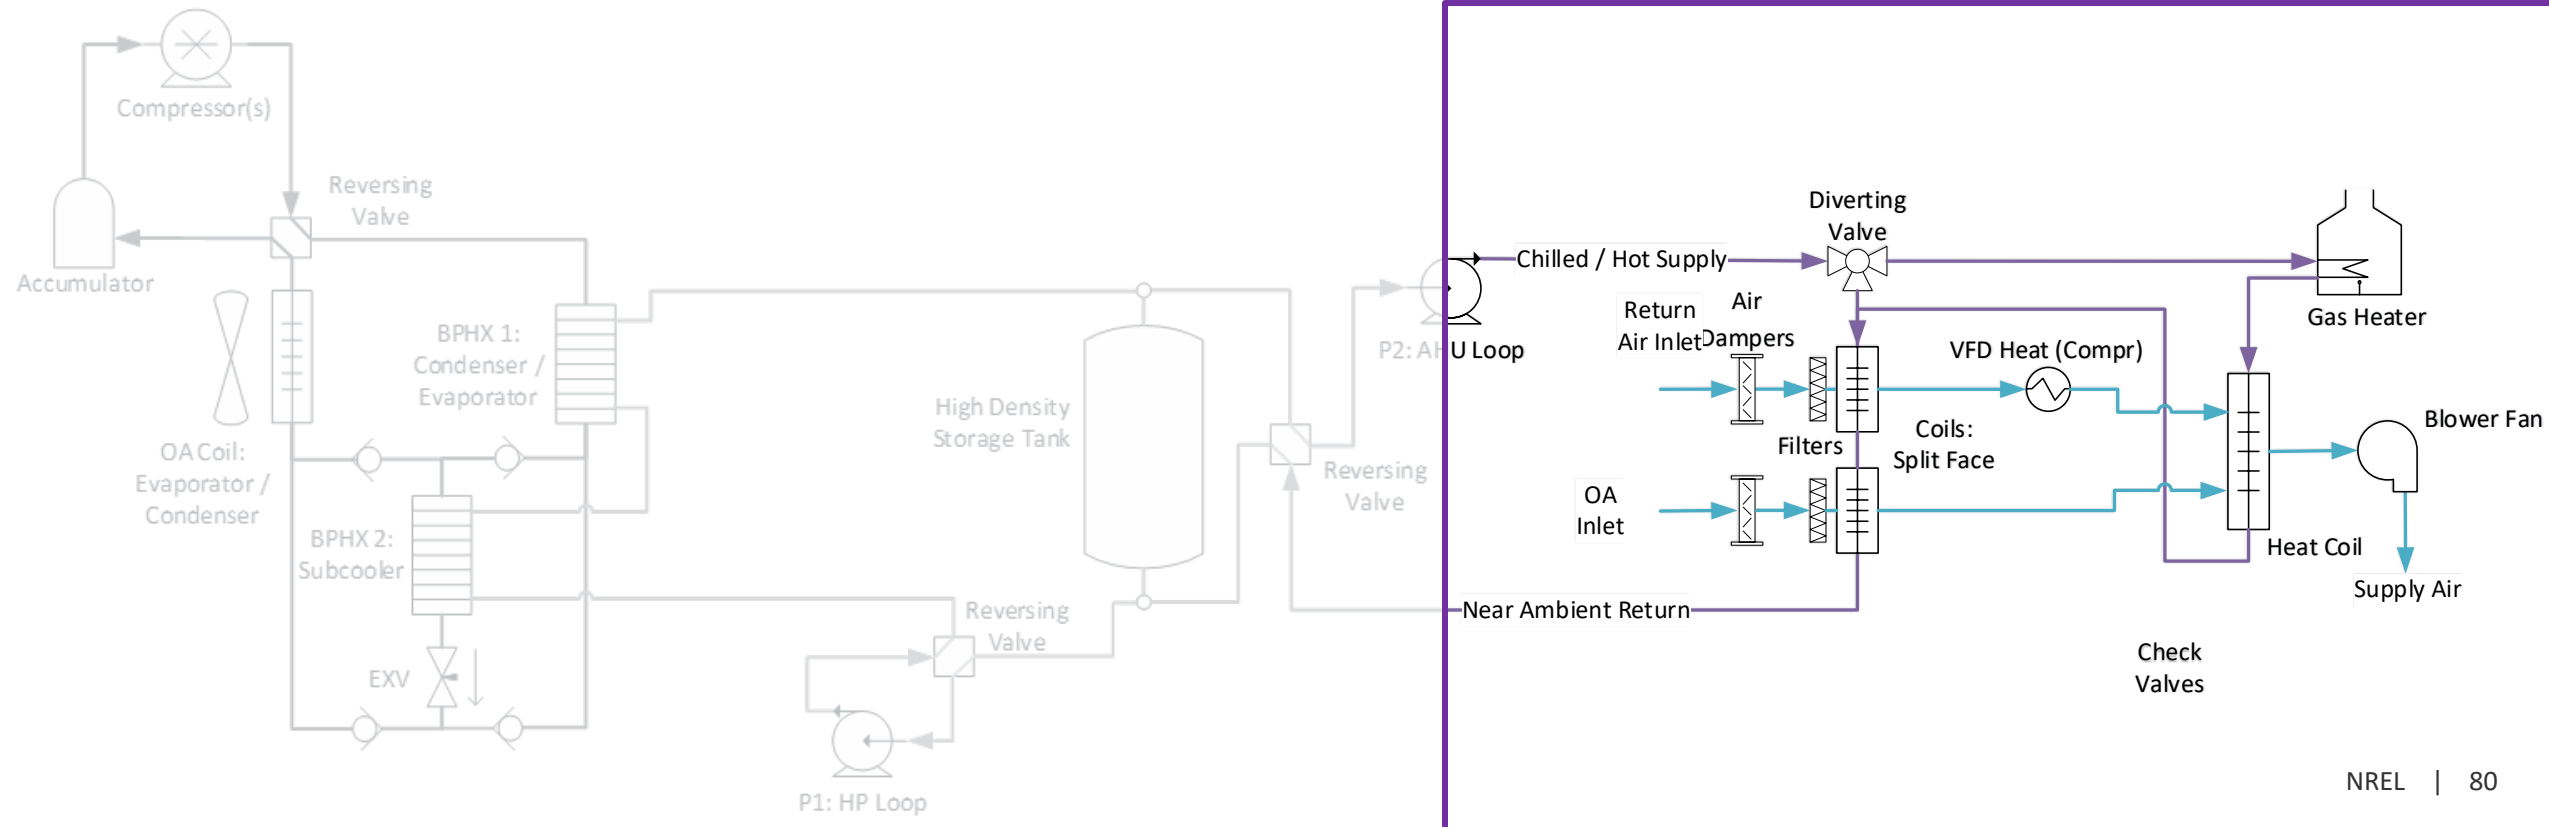 Compressor(s)
Reversing
Valve
Accumulator
OA Coil:
Evaporator /
Condenser
BPHX 1:
Condenser /
Evaporator
BPHX 2:
Subcooler
EXV
High Density
Storage Tank
Reversing
Valve
P1: HP Loop
Reversing
Valve
P2: AHU Loop
Chilled / Hot Supply
Diverting
Valve
Gas Heater
Return
Air Inlet
Air
Dampers
VFD Heat (Compr)
Filters
Coils:
Split Face
OA
Inlet
Blower Fan
Heat Coil
Supply Air
Near Ambient Return
Check
Valves
NREL | 80